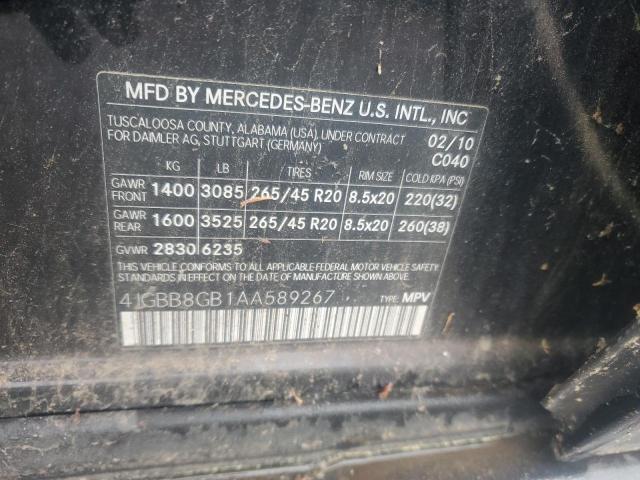 MFD BY MERCEDES-BENZ U.S. INTL., INC
TUSCALOOSA COUNTY, ALABAMA (USA), UNDER CONTRACT 02/10
FOR DAIMLER AG, STUTTGART (GERMANY) C040
KG LB TIRES RIM SIZE COLD KPA (PSI)
GAWR FRONT 1400 3085 265/45 R20 8.5x20 220(32)
GAWR REAR 1600 3525 265/45 R20 8.5x20 260(38)
GVWR 2830 6235
THIS VEHICLE CONFORMS TO ALL APPLICABLE FEDERAL MOTOR VEHICLE SAFETY
STANDARDS IN EFFECT ON THE DATE OF MANUFACTURE SHOWN ABOVE.
4JGBB8GB1AA589267 TYPE: MPV